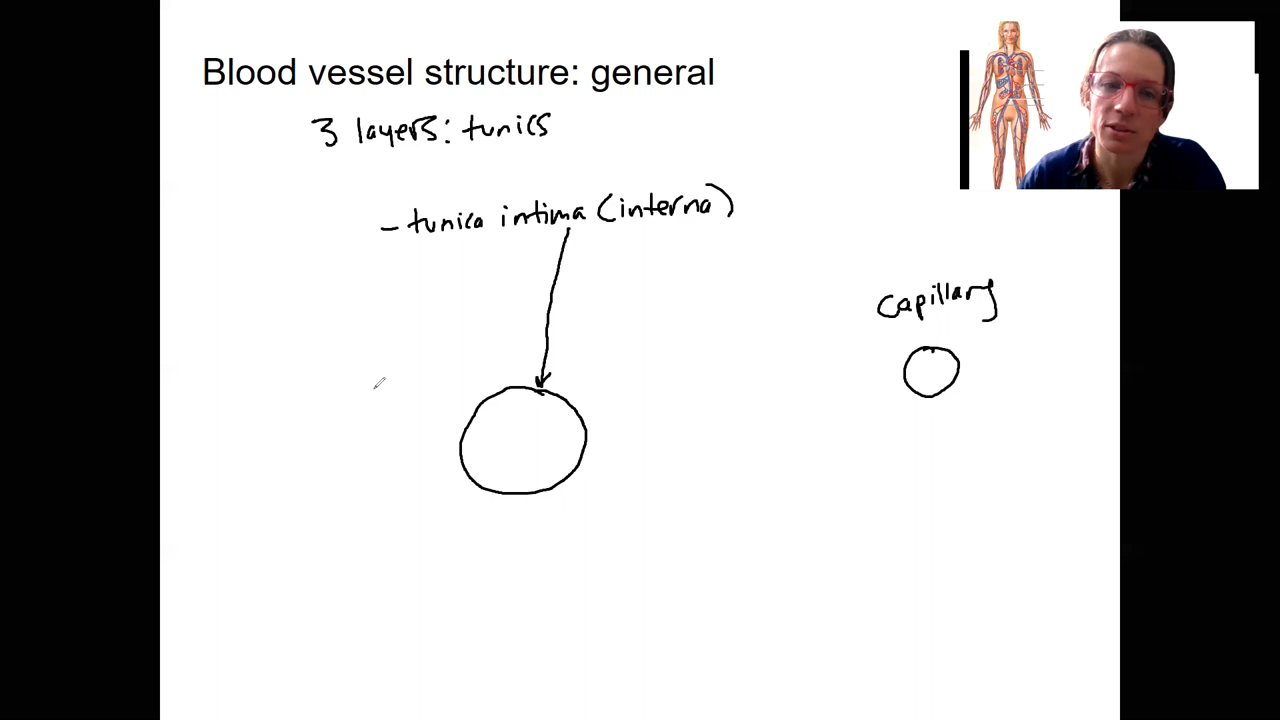 Blood vessel structure: general
3 layers: tunics
- tunica intima (interna)
capillary